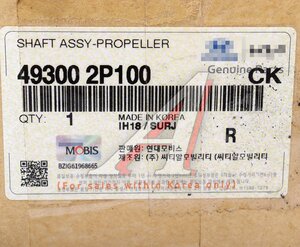 SHAFT ASSY-PROPELLER
49300 2P100
Genuine Parts
CK
QTY: 1
MADE IN KOREA
IH18 / SURJ
R
MOBIS
BZIG61968665
판매원: 현대모비스
제조원: (주) 씨티알모빌리티 (씨티알모빌리티)
(For sales within Korea only)